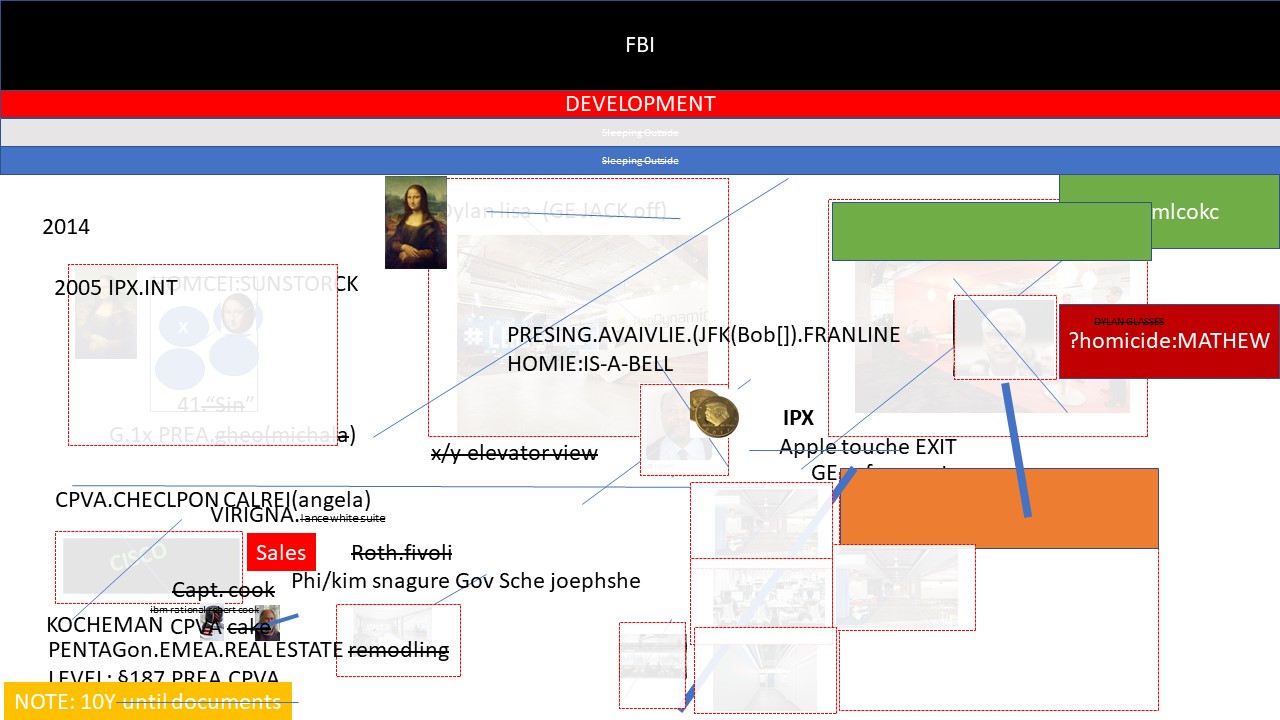 FBI
DEVELOPMENT
Sleeping Outside
Sleeping Outside
2014
Dylan lisa (GE JACK off)
mlcokc
2005 IPX.INT
NOMCEI:SUNSTORCK
x
DYLAN GLASSES
?homicide:MATHEW
PRESING.AVAIVLIE.(JFK(Bob[]).FRANLINE
HOMIE:IS-A-BELL
41.“Sin”
G.1x PREA.gheo(michala)
IPX
x/y elevator view
Apple touche EXIT
GE
CPVA.CHECLPON CALREI(angela)
VIRIGNA.lance white suite
CISCO
Sales
Roth.fivoli
Phi/kim snagure Gov Sche joephshe
Capt. cook
ibm rational robert cook
KOCHEMAN CPVA cake
PENTAGon.EMEA.REAL ESTATE remodling
LEVEL: §187 PREA.CPVA
NOTE: 10Y until documents